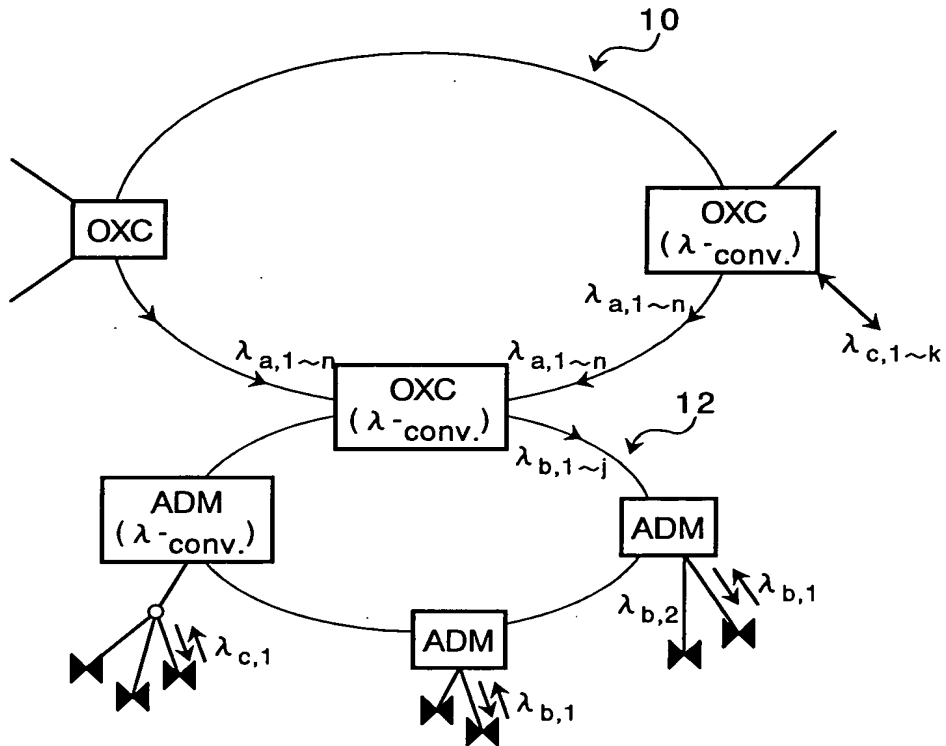 10
OXC
OXC
(λ-conv.)
λa,1~n
λc,1~k
λa,1~n
λa,1~n
OXC
(λ-conv.)
12
λb,1~j
ADM
(λ-conv.)
ADM
λb,1
λb,2
λc,1
ADM
λb,1